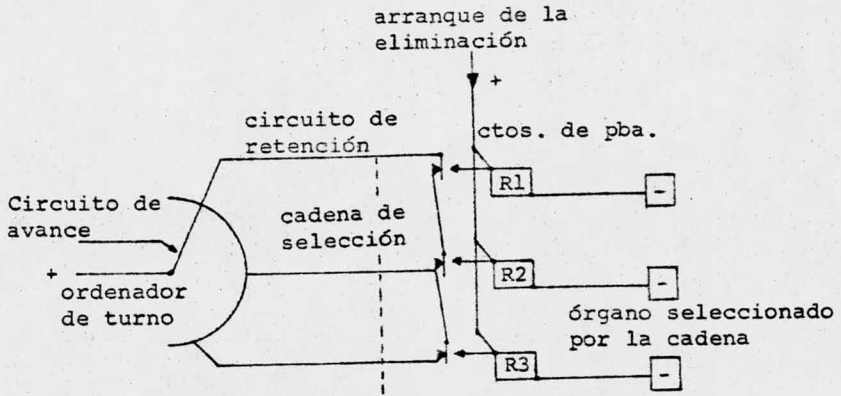 arranque de la
eliminación
+
circuito de
retención
ctos. de pba.
R1
-
Circuito de
avance
cadena de
selección
+
ordenador
de turno
R2
-
órgano seleccionado
por la cadena
R3
-